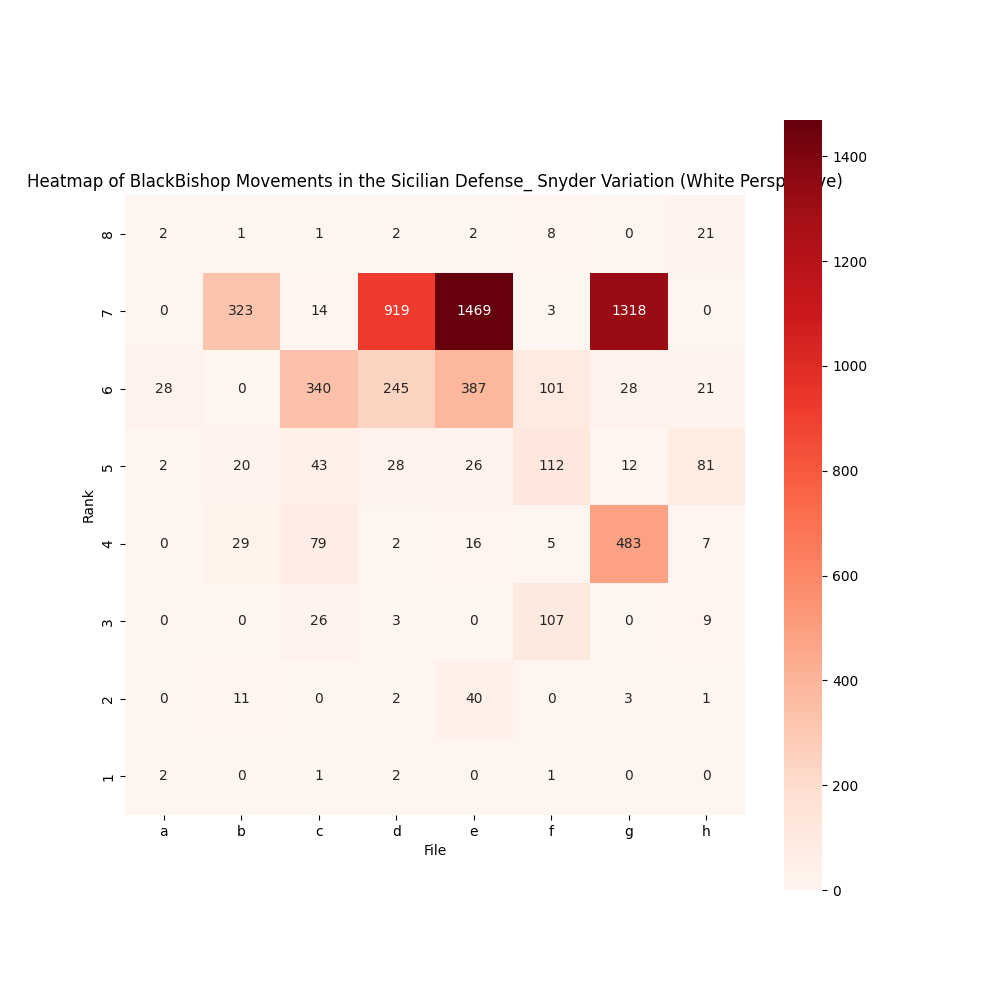 Heatmap of BlackBishop Movements in the Sicilian Defense_ Snyder Variation (White Perspective)
1400
8 2 1 1 2 2 8 0 21
1200
7 0 323 14 919 1469 3 1318 0
1000
6 28 0 340 245 387 101 28 21
800
5 2 20 43 28 26 112 12 81
Rank
600
4 0 29 79 2 16 5 483 7
3 0 0 26 3 0 107 0 9
400
2 0 11 0 2 40 0 3 1
200
1 2 0 1 2 0 1 0 0
a b c d e f g h
File
0